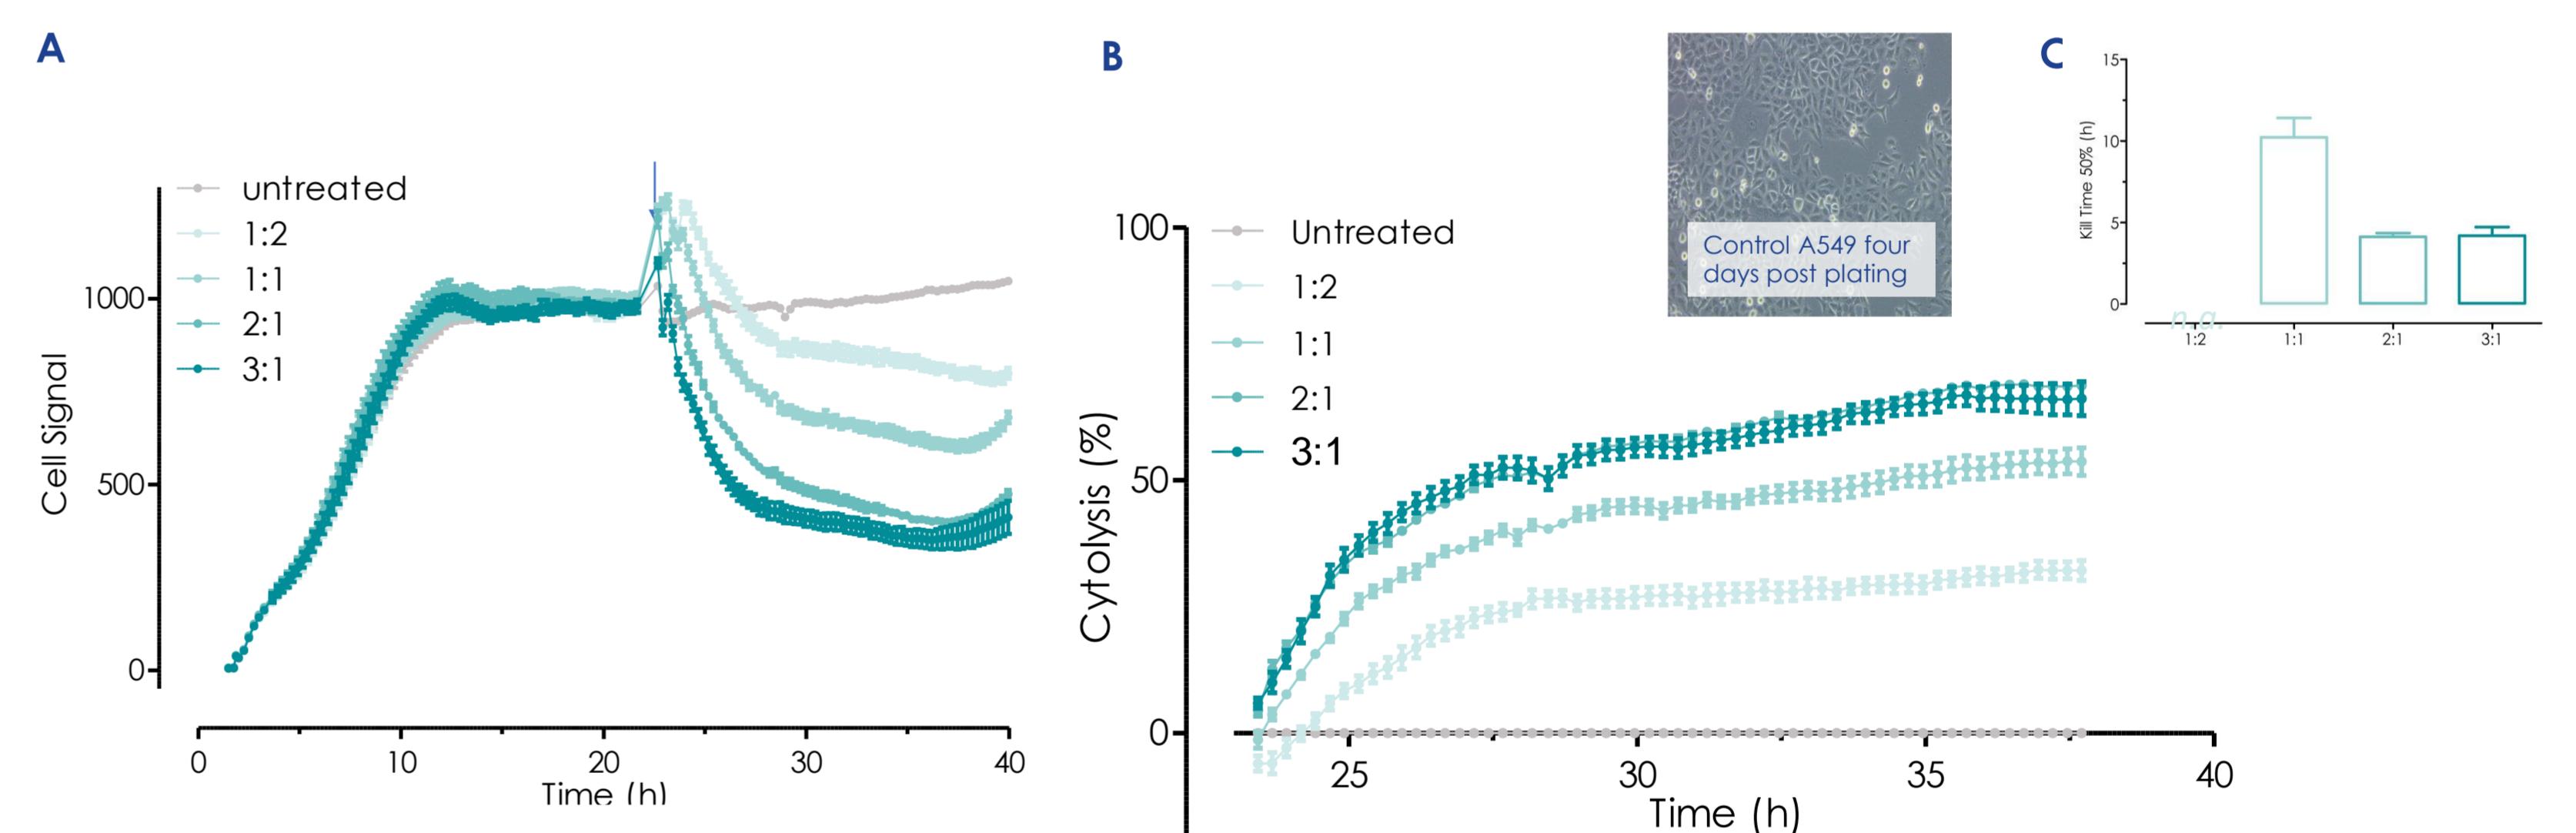 A
untreated
1:2
1:1
2:1
3:1
1000
500
0
Cell Signal
0 10 20 30 40
Time (h)
B
100
50
0
Cytolysis (%)
Untreated
1:2
1:1
2:1
3:1
Control A549 four
days post plating
25 30 35 40
Time (h)
C
15
10
5
0
Kill Time 50% (h)
n.a.
1:2 1:1 2:1 3:1